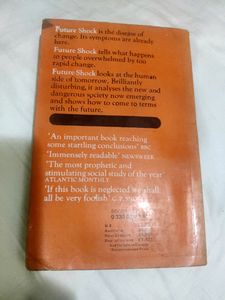 Future Shock is the disease of
change. Its symptoms are already
here.
Future Shock tells what happens
to people overwhelmed by too
rapid change.
Future Shock looks at the human
side of tomorrow. Brilliantly
disturbing, it analyses the new and
dangerous society now emerging
and shows how to come to terms
with the future.
'An important book reaching
some startling conclusions' BBC
'Immensely readable' NEWSWEEK
'The most prophetic and
stimulating social study of the year'
ATLANTIC MONTHLY
'If this book is neglected we shall
all be very foolish' C. P. SNOW